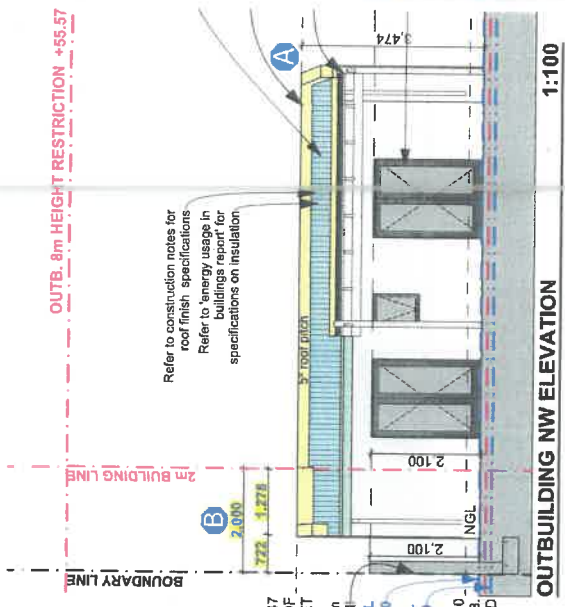 OUTB. 8m HEIGHT RESTRICTION +55.57
Refer to construction notes for
roof finish specifications
Refer to 'energy usage in
buildings report' for
specifications on insulation
A
3,474
5° roof pitch
2m BUILDING LINE
B
2,000
722
1,278
BOUNDARY LINE
2,100
2,100
NGL
OUTBUILDING NW ELEVATION
1:100